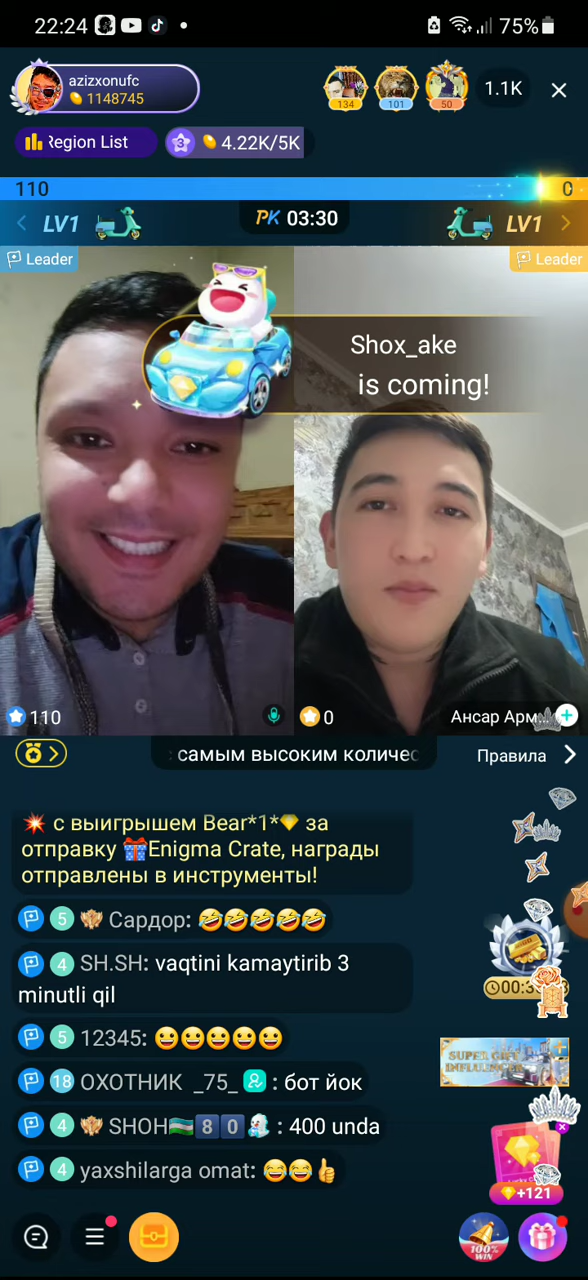 22:24
75%
azizxonufc
1148745
134
101
50
1.1K
Region List
3
4.22K/5K
110
0
LV1
PK 03:30
LV1
Leader
Leader
Shox_ake
is coming!
110
0
Ансар Арм...
самым высоким количес
Правила
💥 с выигрышем Bear*1*💎 за
отправку 🎁Enigma Crate, награды
отправлены в инструменты!
5 Сардор: 🤣🤣🤣🤣🤣
4 SH.SH: vaqtini kamaytirib 3
minutli qil
5 12345: 😀😀😀😀😀
18 ОХОТНИК _75_ : бот йок
4 SHOH🇺🇿8 0 : 400 unda
4 yaxshilarga omat: 😂😂👍
SUPER GIFT
INFLUENCER
+121
100%
WIN